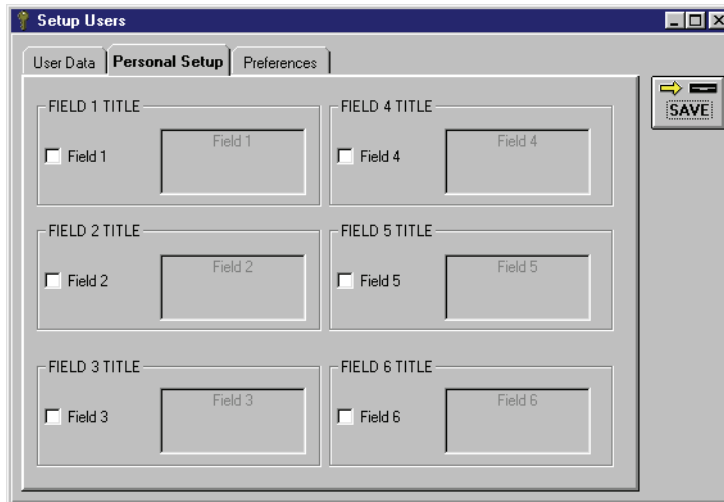 Setup Users
User Data Personal Setup Preferences
SAVE
FIELD 1 TITLE
Field 1
Field 1
FIELD 4 TITLE
Field 4
Field 4
FIELD 2 TITLE
Field 2
Field 2
FIELD 5 TITLE
Field 5
Field 5
FIELD 3 TITLE
Field 3
Field 3
FIELD 6 TITLE
Field 6
Field 6